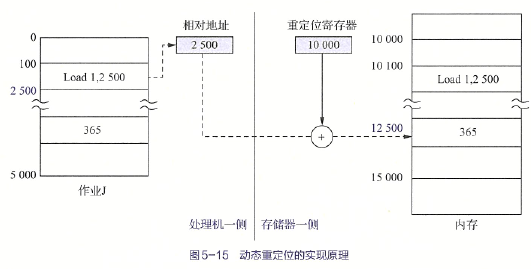 相对地址
重定位寄存器
0
2 500
10 000
10 000
100
Load 1,2 500
10 100
Load 1,2 500
2 500
365
+
12 500
365
5 000
15 000
作业J
处理机一侧
存储器一侧
内存
图5-15 动态重定位的实现原理